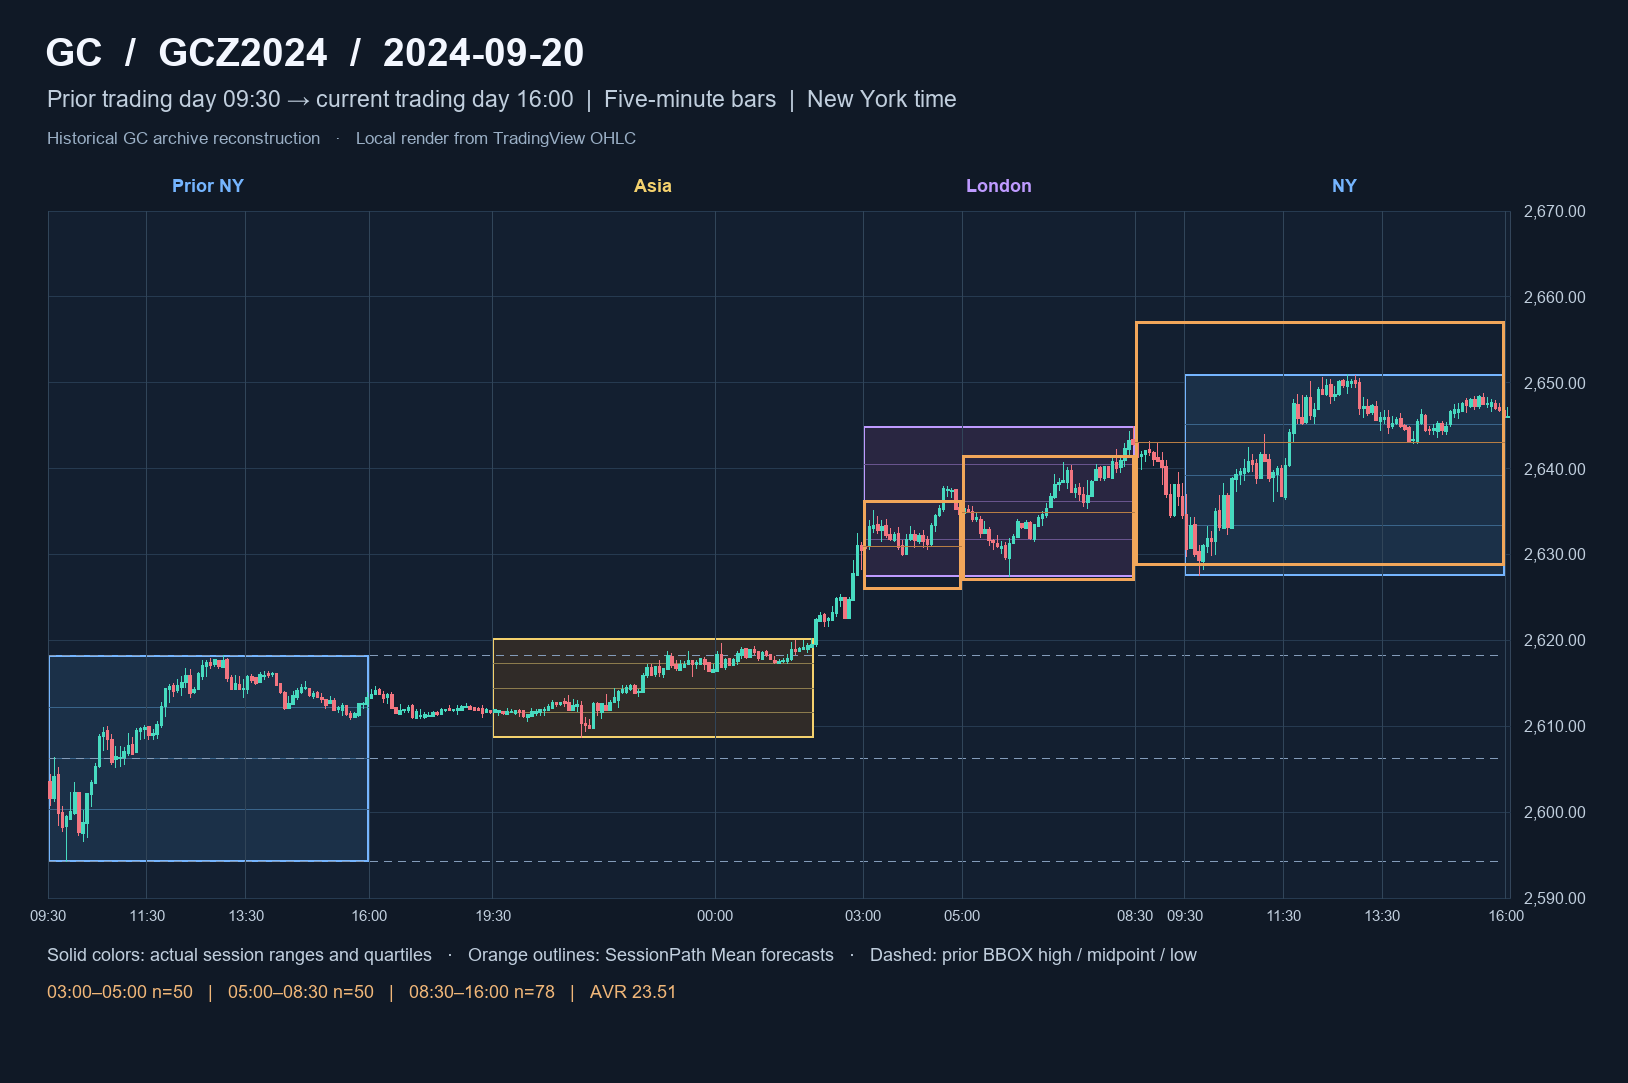 GC / GCZ2024 / 2024-09-20
Prior trading day 09:30 → current trading day 16:00 | Five-minute bars | New York time
Historical GC archive reconstruction · Local render from TradingView OHLC
Prior NY Asia London NY
2,670.00
2,660.00
2,650.00
2,640.00
2,630.00
2,620.00
2,610.00
2,600.00
2,590.00
09:30 11:30 13:30 16:00 19:30 00:00 03:00 05:00 08:30 09:30 11:30 13:30 16:00
Solid colors: actual session ranges and quartiles · Orange outlines: SessionPath Mean forecasts · Dashed: prior BBOX high / midpoint / low
03:00–05:00 n=50 | 05:00–08:30 n=50 | 08:30–16:00 n=78 | AVR 23.51